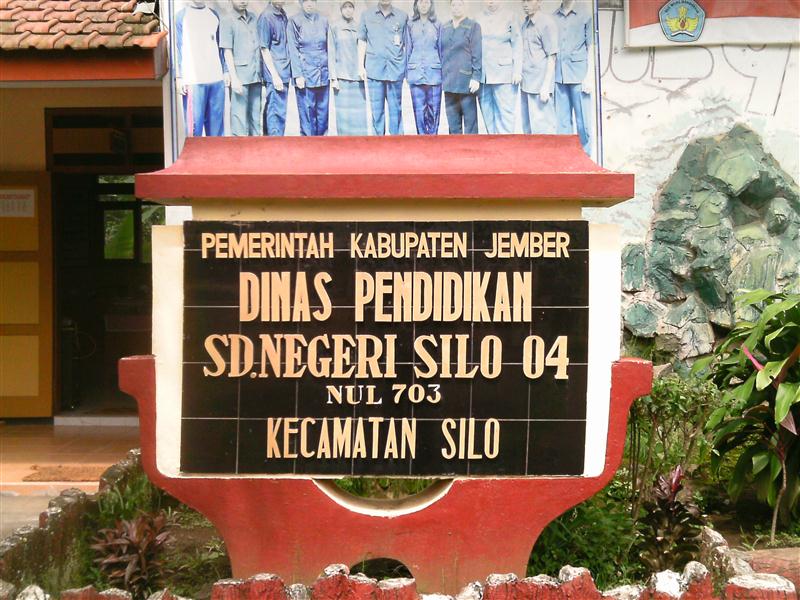 PEMERINTAH KABUPATEN JEMBER
DINAS PENDIDIKAN
SD.NEGERI SILO 04
NUL 703
KECAMATAN SILO